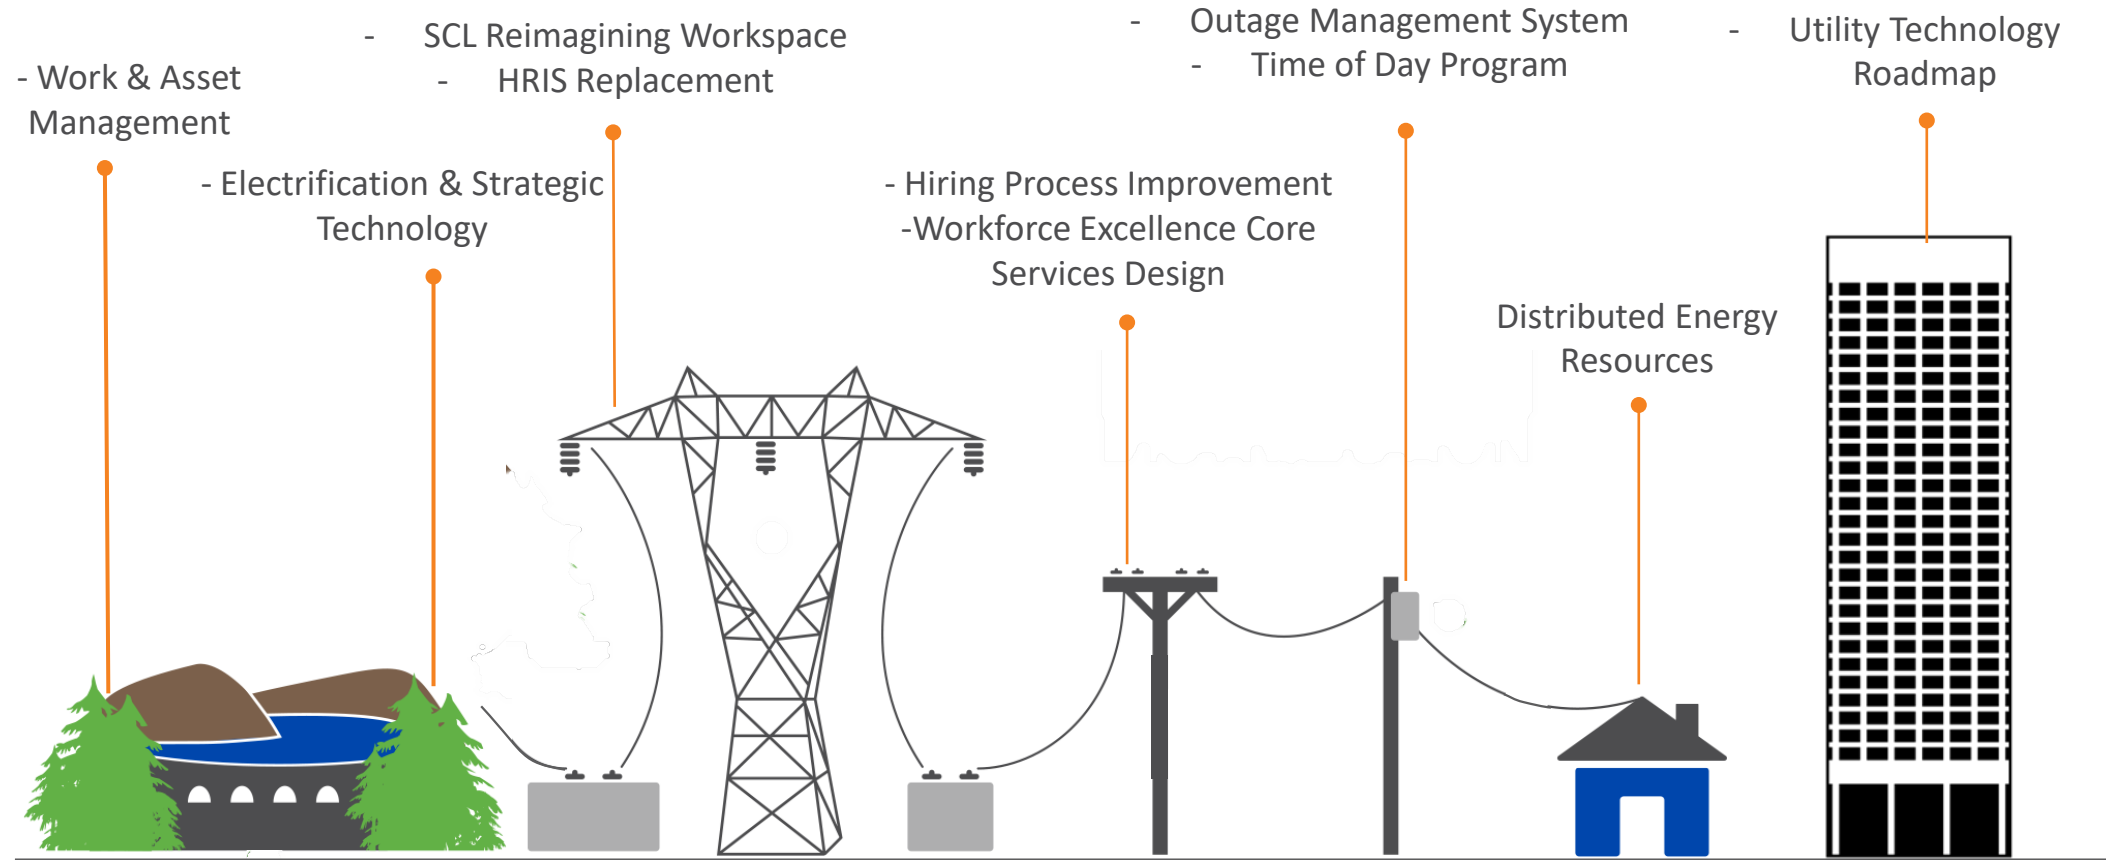 - Work & Asset
Management
- Electrification & Strategic
Technology
- SCL Reimagining Workspace
- HRIS Replacement
- Hiring Process Improvement
-Workforce Excellence Core
Services Design
- Outage Management System
- Time of Day Program
Distributed Energy
Resources
- Utility Technology
Roadmap